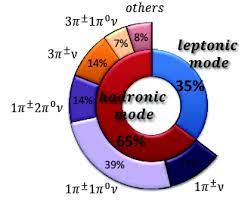 others
3π±1π⁰ν
7%
8%
3π±ν
14%
leptonic
mode
35%
1π±2π⁰ν
14%
hadronic
mode
65%
39%
1π±1π⁰ν
1π±ν